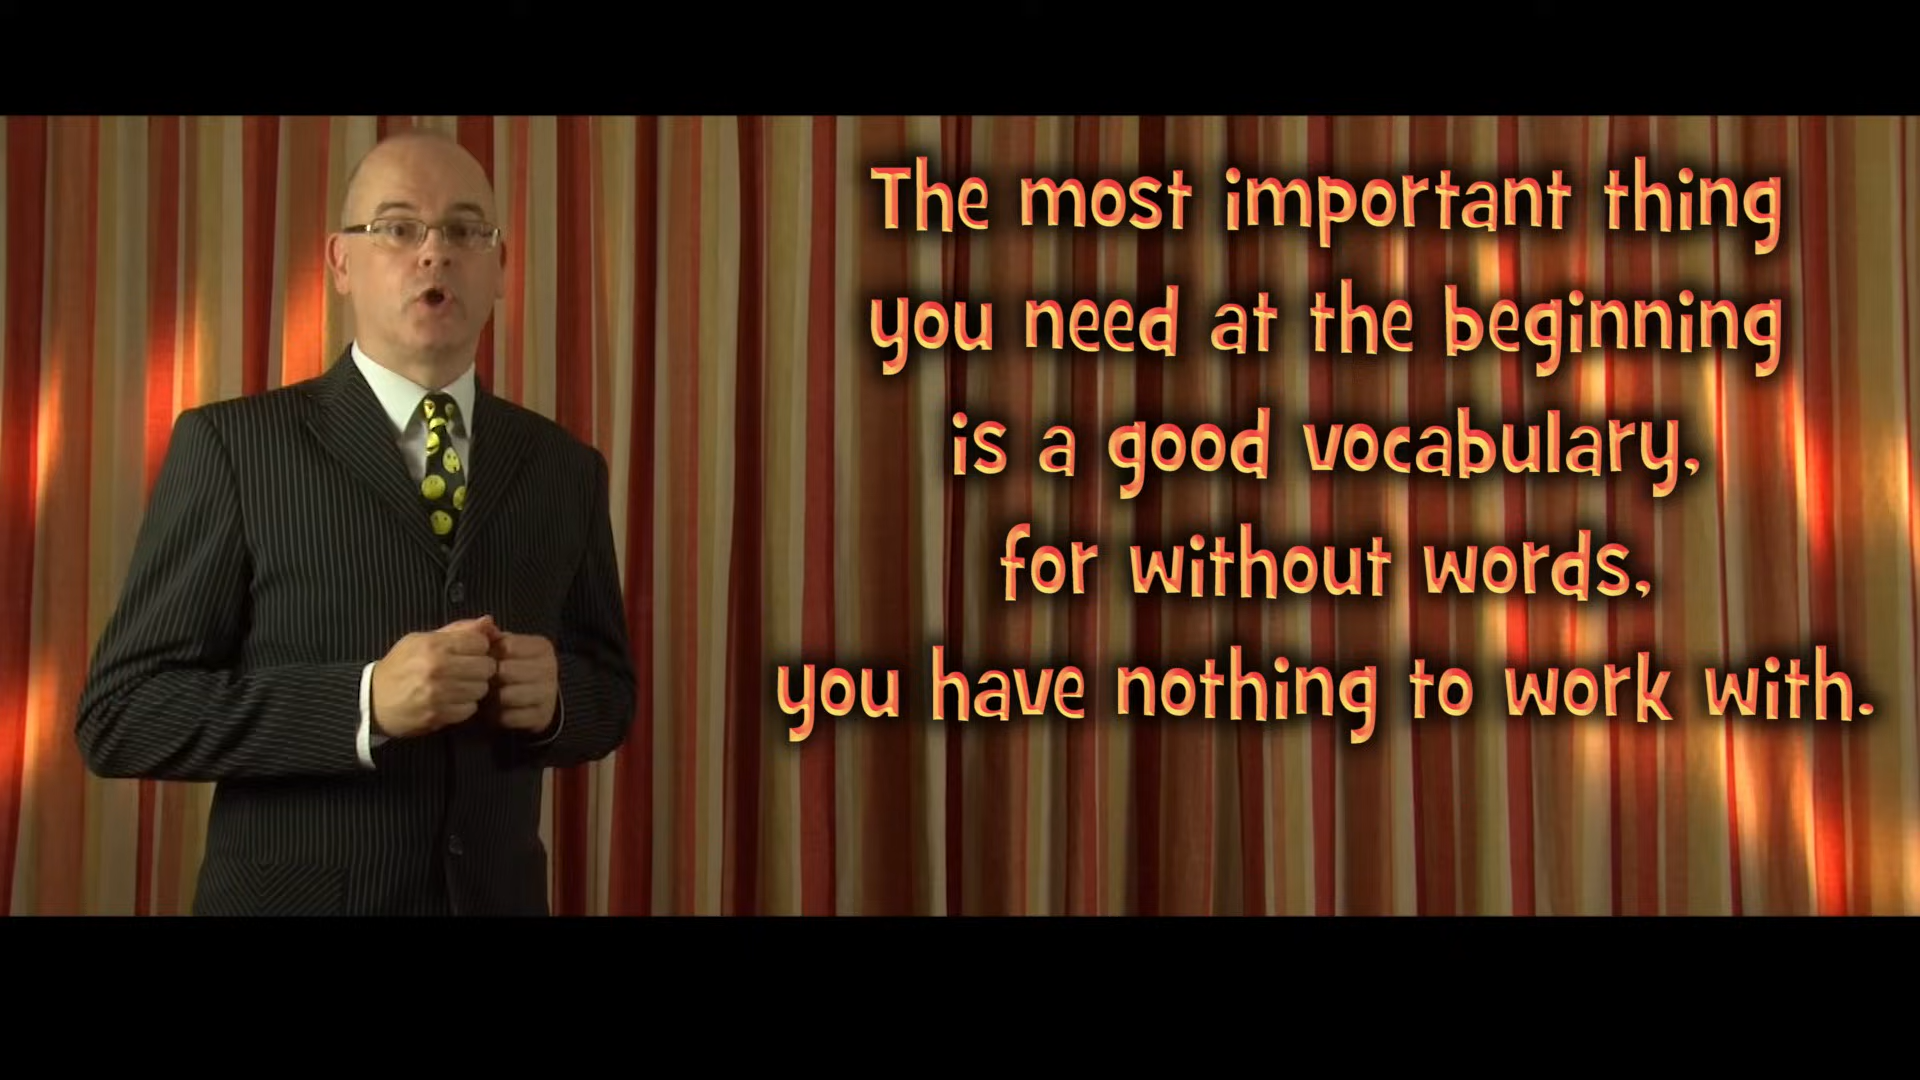 The most important thing
you need at the beginning
is a good vocabulary,
for without words,
you have nothing to work with.